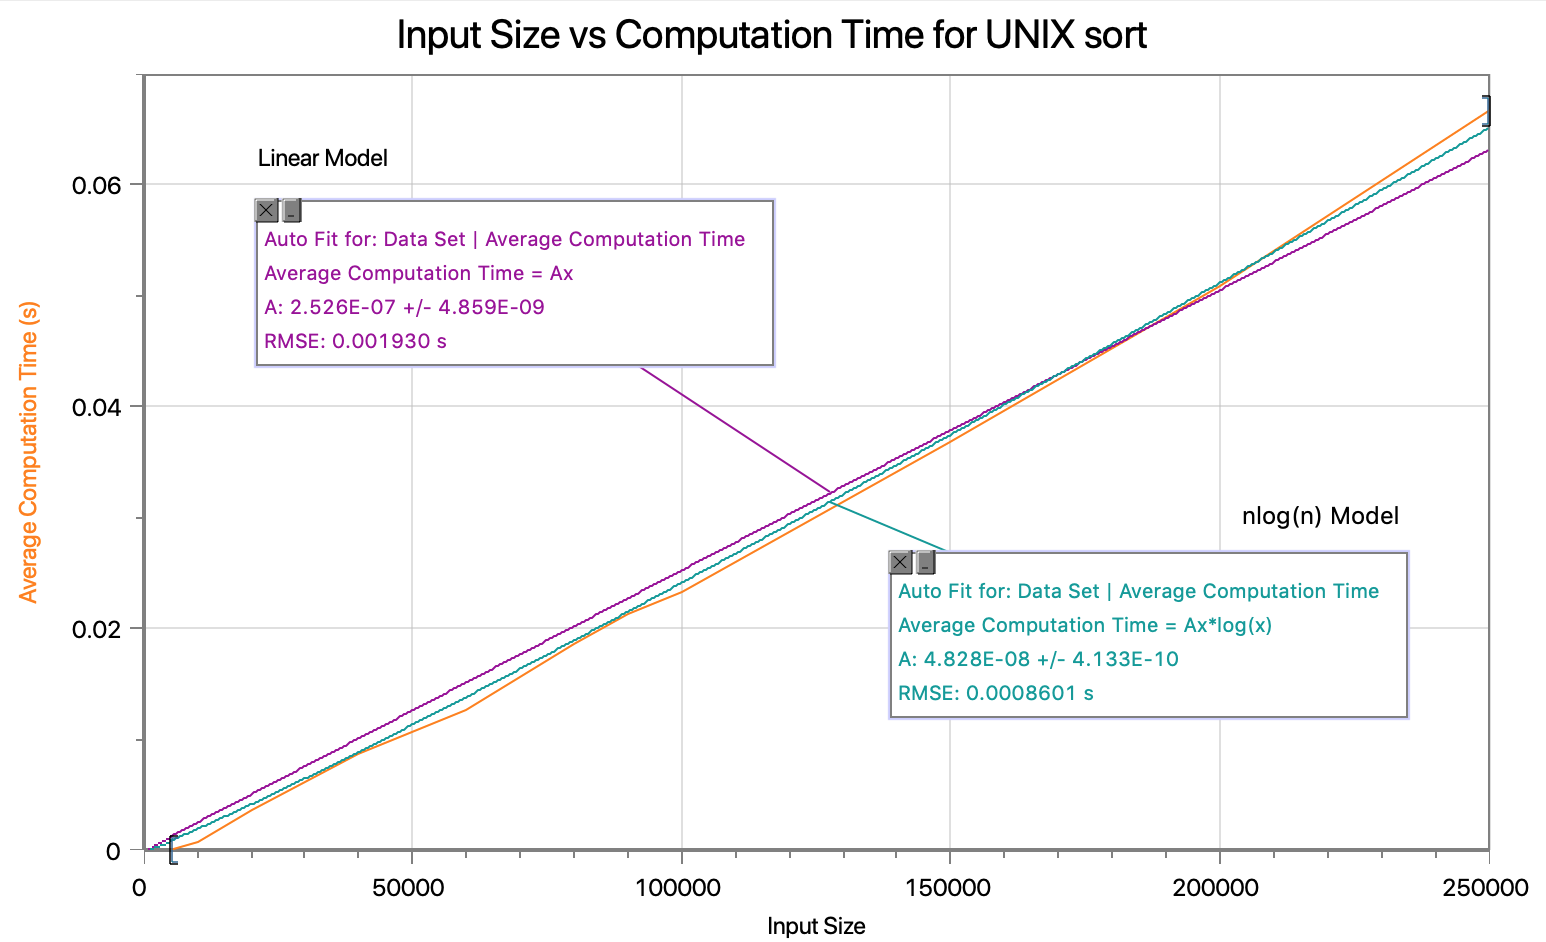 Input Size vs Computation Time for UNIX sort
Linear Model
Auto Fit for: Data Set | Average Computation Time
Average Computation Time = Ax
A: 2.526E-07 +/- 4.859E-09
RMSE: 0.001930 s
nlog(n) Model
Auto Fit for: Data Set | Average Computation Time
Average Computation Time = Ax*log(x)
A: 4.828E-08 +/- 4.133E-10
RMSE: 0.0008601 s
Average Computation Time (s)
0.06
0.04
0.02
0
0 50000 100000 150000 200000 250000
Input Size